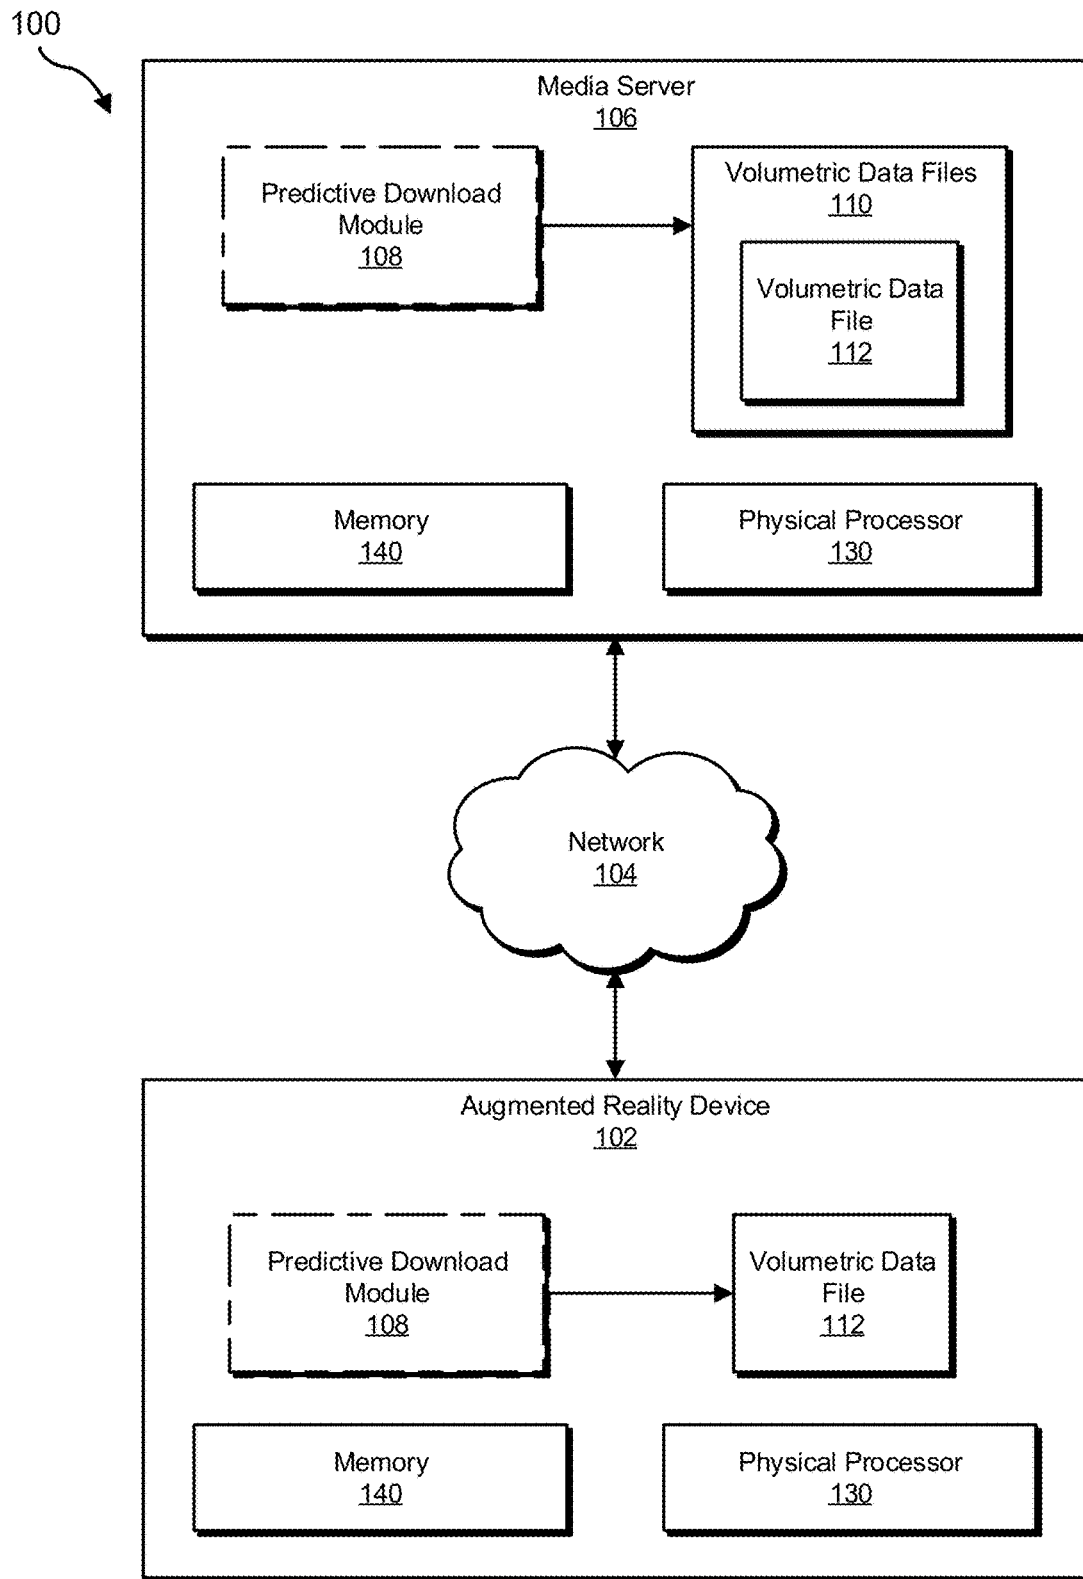 100
Media Server
106
Predictive Download
Module
108
Volumetric Data Files
110
Volumetric Data
File
112
Memory
140
Physical Processor
130
Network
104
Augmented Reality Device
102
Predictive Download
Module
108
Volumetric Data
File
112
Memory
140
Physical Processor
130